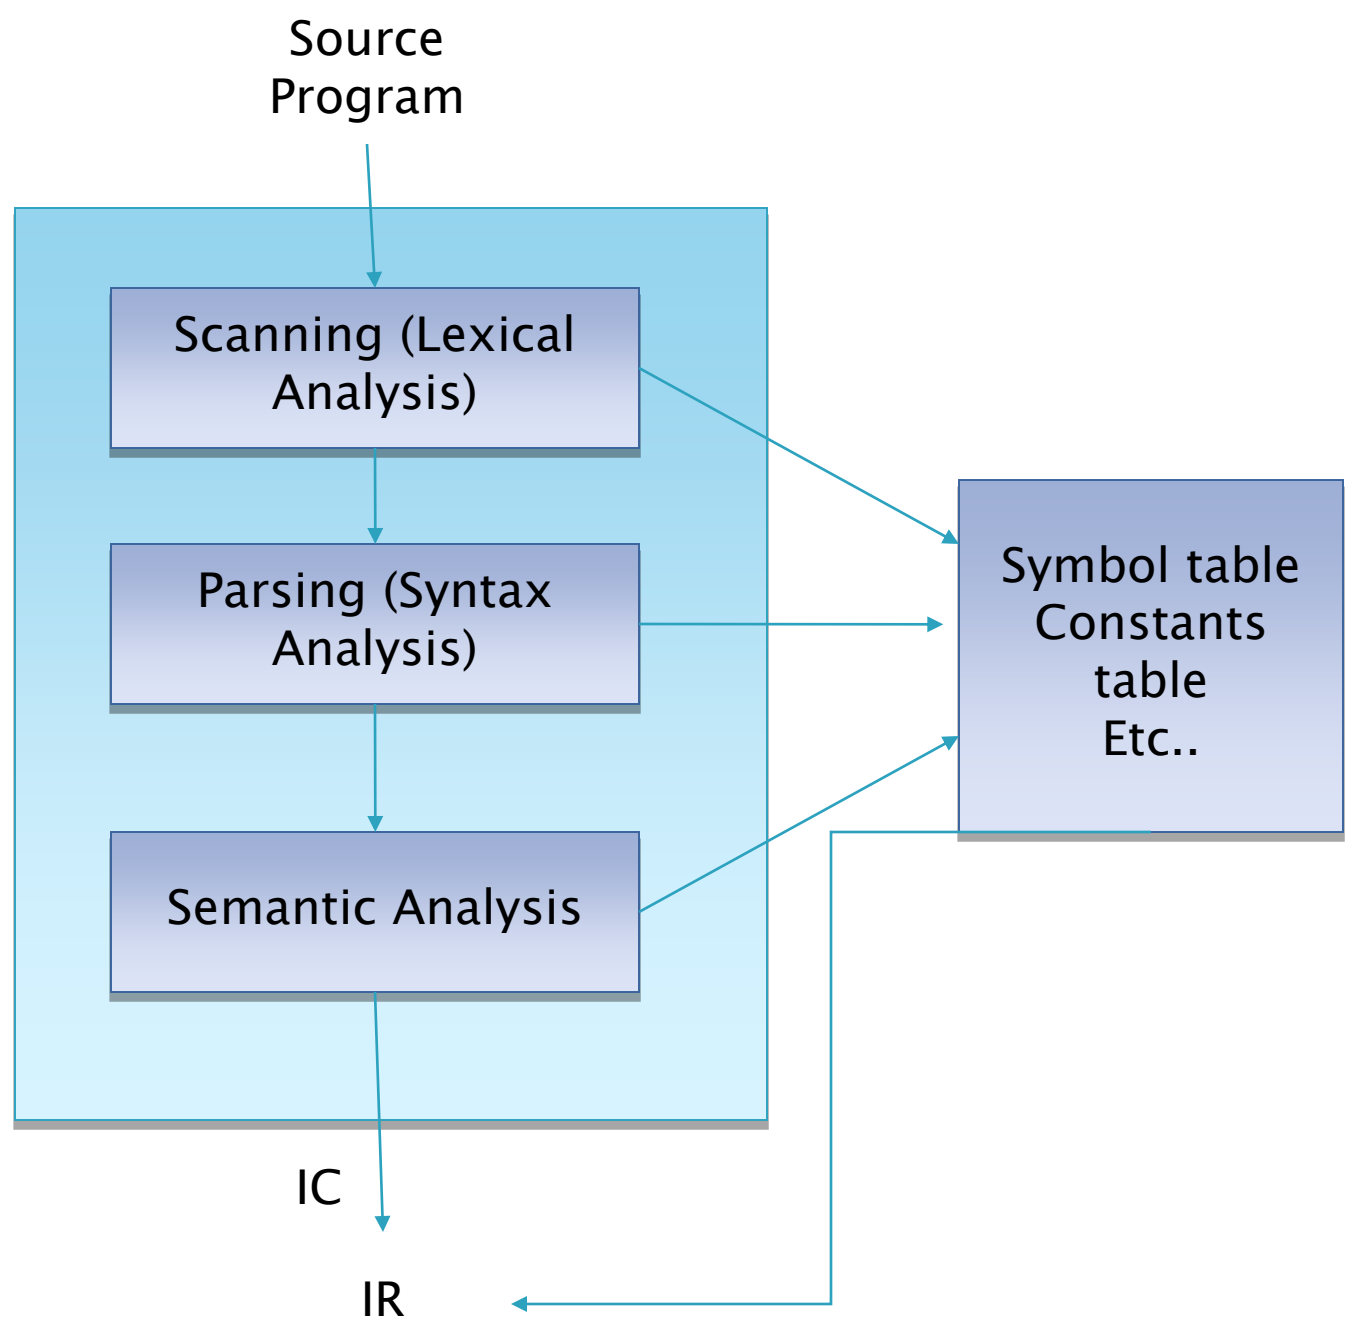 Source
Program
Scanning (Lexical
Analysis)
Parsing (Syntax
Analysis)
Symbol table
Constants
table
Etc..
Semantic Analysis
IC
IR